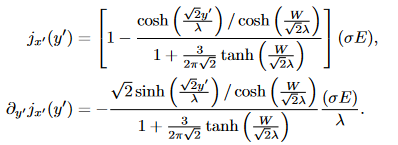 j_{x'}(y') = \left[ 1 - \frac{\cosh\left(\frac{\sqrt{2}y'}{\lambda}\right) / \cosh\left(\frac{W}{\sqrt{2}\lambda}\right)}{1 + \frac{3}{2\pi\sqrt{2}} \tanh\left(\frac{W}{\sqrt{2}\lambda}\right)} \right] (\sigma E),
\partial_{y'} j_{x'}(y') = - \frac{\sqrt{2} \sinh\left(\frac{\sqrt{2}y'}{\lambda}\right) / \cosh\left(\frac{W}{\sqrt{2}\lambda}\right)}{1 + \frac{3}{2\pi\sqrt{2}} \tanh\left(\frac{W}{\sqrt{2}\lambda}\right)} \frac{(\sigma E)}{\lambda}.